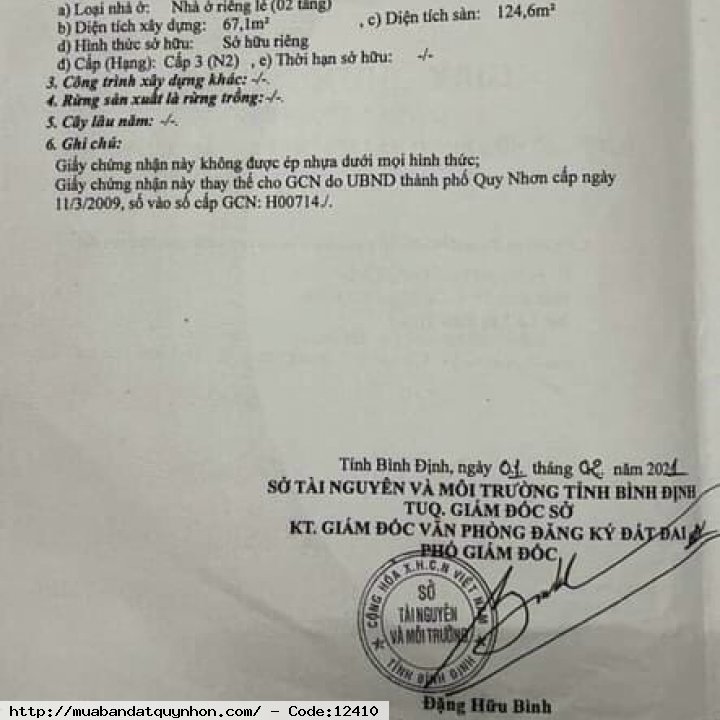 a) Loại nhà ở: Nhà ở riêng lẻ (02 tầng)
b) Diện tích xây dựng: 67,1m² , c) Diện tích sàn: 124,6m²
d) Hình thức sở hữu: Sở hữu riêng
đ) Cấp (Hạng): Cấp 3 (N2) , e) Thời hạn sở hữu: -/-
3. Công trình xây dựng khác: -/-.
4. Rừng sản xuất là rừng trồng: -/-.
5. Cây lâu năm: -/-.
6. Ghi chú:
Giấy chứng nhận này không được ép nhựa dưới mọi hình thức;
Giấy chứng nhận này thay thế cho GCN do UBND thành phố Quy Nhơn cấp ngày
11/3/2009, số vào sổ cấp GCN: H00714./.
Tỉnh Bình Định, ngày 01 tháng 02 năm 2021
SỞ TÀI NGUYÊN VÀ MÔI TRƯỜNG TỈNH BÌNH ĐỊNH
TUQ. GIÁM ĐỐC SỞ
KT. GIÁM ĐỐC VĂN PHÒNG ĐĂNG KÝ ĐẤT ĐAI
PHÓ GIÁM ĐỐC
CỘNG HÒA X.H.C.N VIỆT NAM
SỞ
TÀI NGUYÊN
VÀ MÔI TRƯỜNG
TỈNH BÌNH ĐỊNH
Đặng Hữu Bình
http://muabandatquynhon.com/ - Code:12410